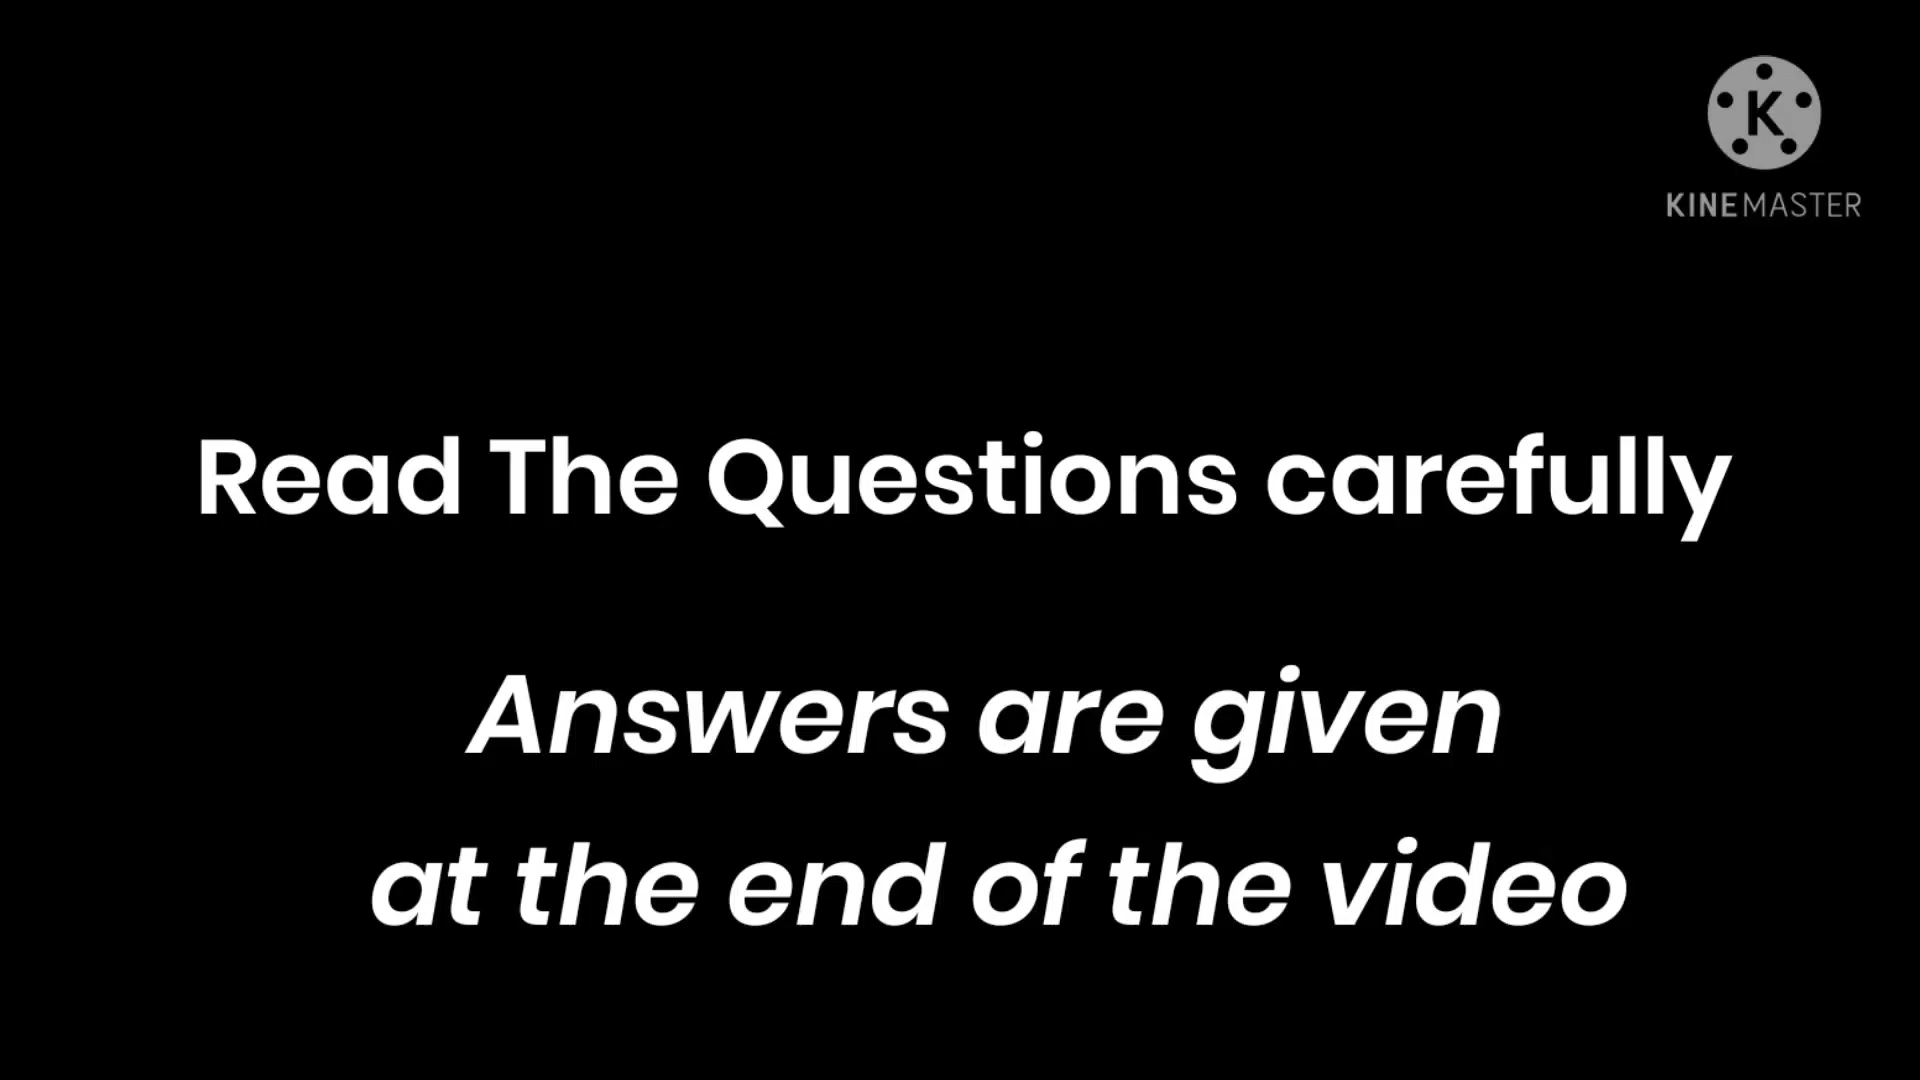 K
KINEMASTER
Read The Questions carefully
Answers are given
at the end of the video